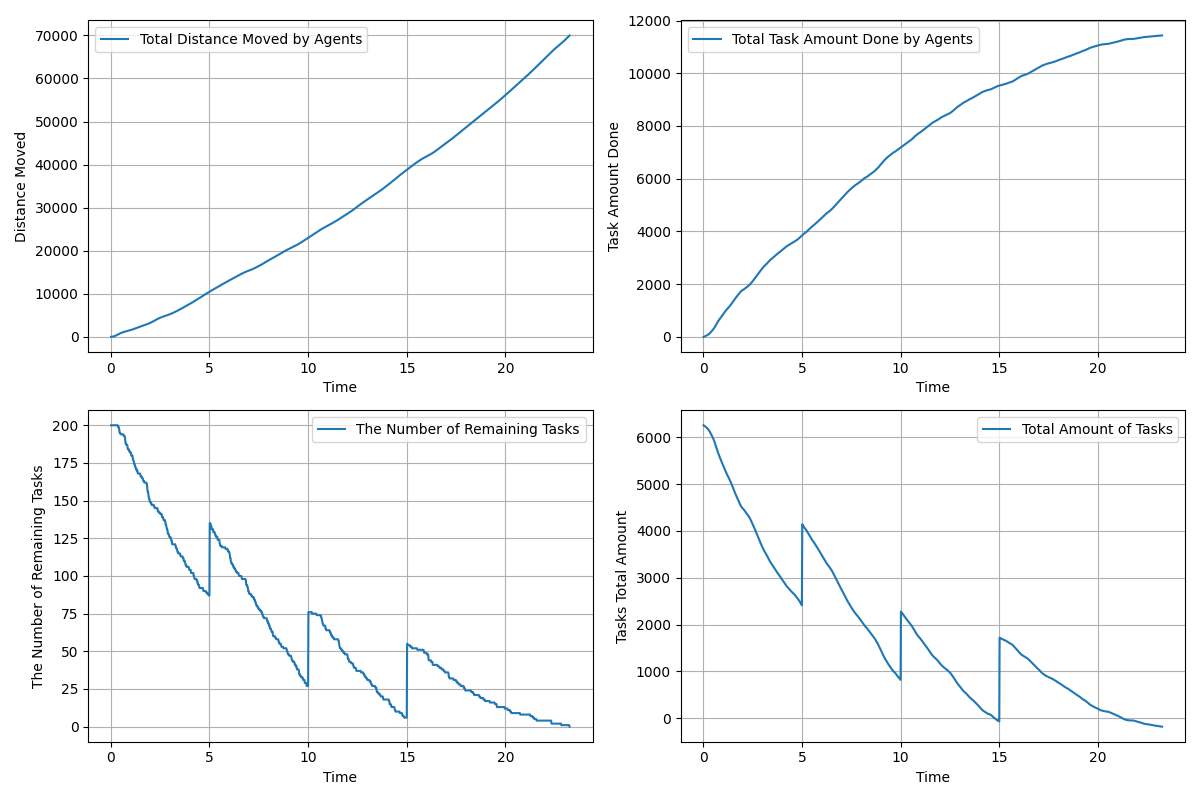 Total Distance Moved by Agents
Distance Moved
70000
60000
50000
40000
30000
20000
10000
0
0 5 10 15 20
Time
Total Task Amount Done by Agents
Task Amount Done
12000
10000
8000
6000
4000
2000
0
0 5 10 15 20
Time
The Number of Remaining Tasks
The Number of Remaining Tasks
200
175
150
125
100
75
50
25
0
0 5 10 15 20
Time
Total Amount of Tasks
Tasks Total Amount
6000
5000
4000
3000
2000
1000
0
0 5 10 15 20
Time